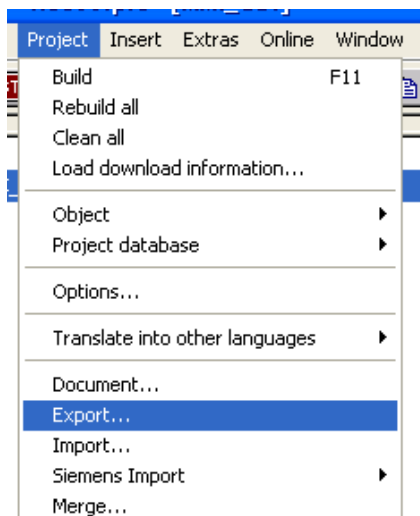 Project Insert Extras Online Window
Build F11
Rebuild all
Clean all
Load download information...
Object
Project database
Options...
Translate into other languages
Document...
Export...
Import...
Siemens Import
Merge...